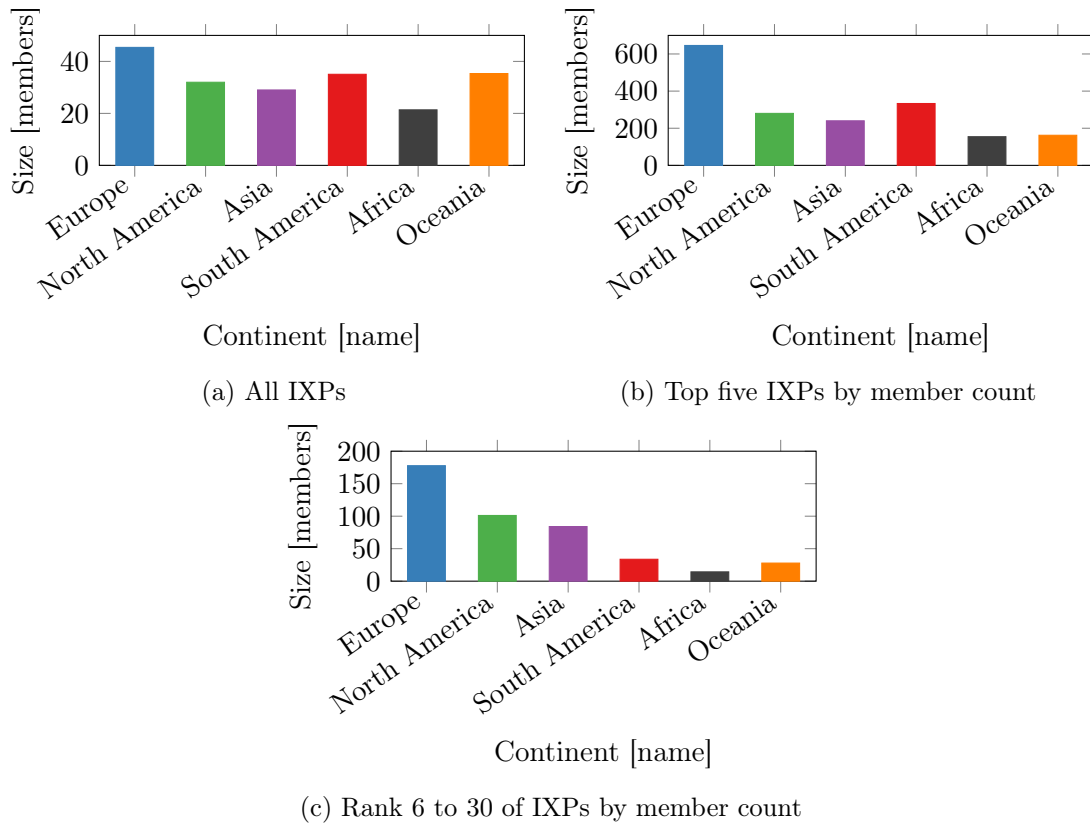 Size [members]
40
20
0
Europe
North America
Asia
South America
Africa
Oceania
Continent [name]
(a) All IXPs
Size [members]
600
400
200
0
Europe
North America
Asia
South America
Africa
Oceania
Continent [name]
(b) Top five IXPs by member count
Size [members]
200
150
100
50
0
Europe
North America
Asia
South America
Africa
Oceania
Continent [name]
(c) Rank 6 to 30 of IXPs by member count